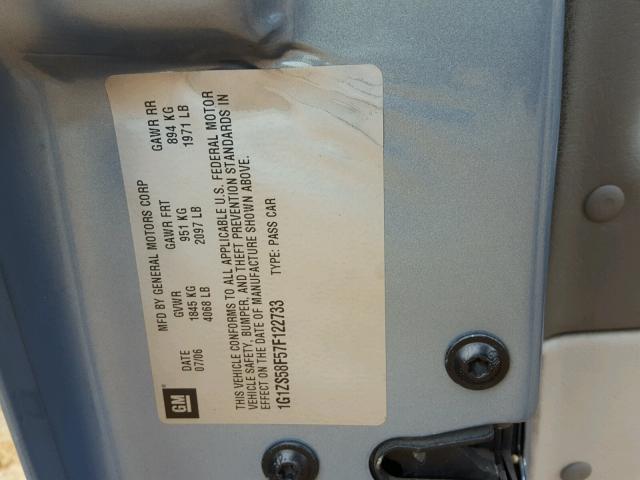 MFD BY GENERAL MOTORS CORP
DATE GVWR GAWR FRT GAWR RR
07/06 1845 KG 951 KG 894 KG
4068 LB 2097 LB 1971 LB
THIS VEHICLE CONFORMS TO ALL APPLICABLE U.S. FEDERAL MOTOR
VEHICLE SAFETY, BUMPER, AND THEFT PREVENTION STANDARDS IN
EFFECT ON THE DATE OF MANUFACTURE SHOWN ABOVE.
1G1ZS58F57F122733 TYPE: PASS CAR
GM®